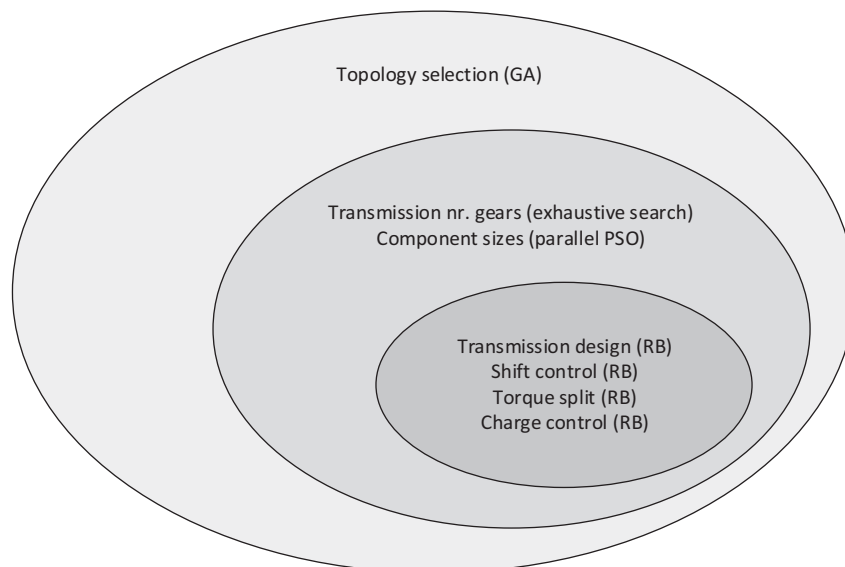 Topology selection (GA)
Transmission nr. gears (exhaustive search)
Component sizes (parallel PSO)
Transmission design (RB)
Shift control (RB)
Torque split (RB)
Charge control (RB)